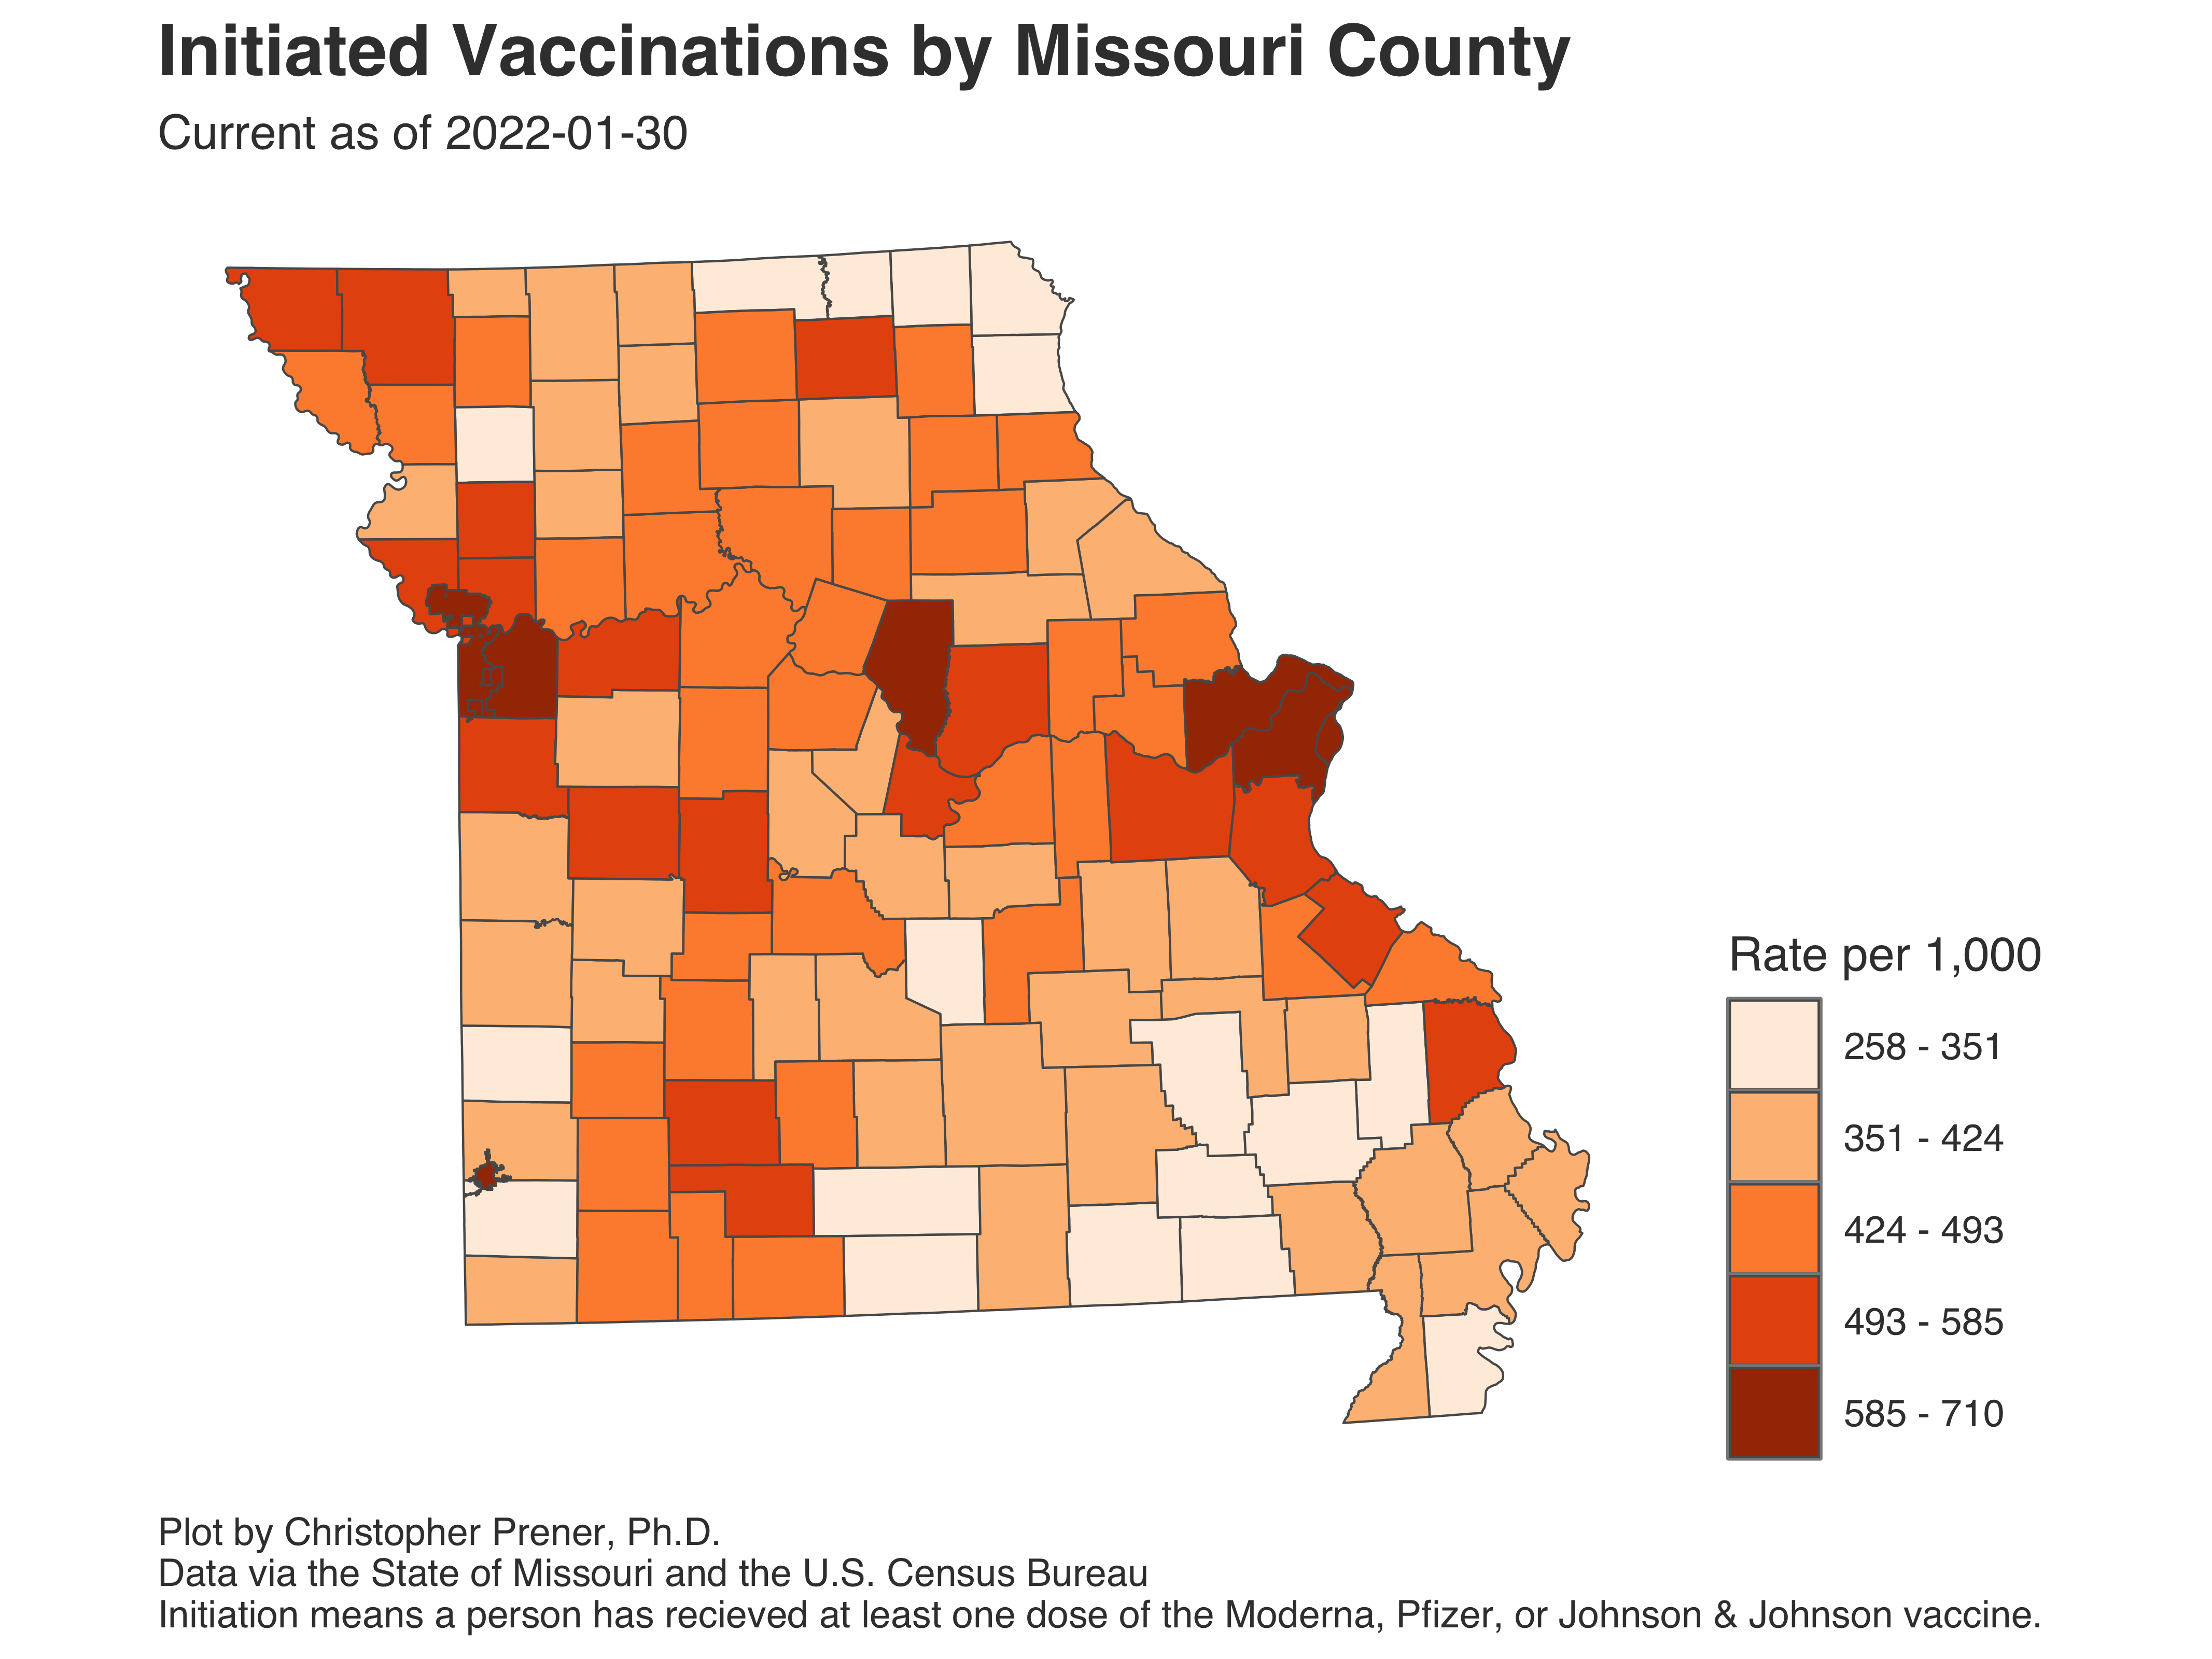 Initiated Vaccinations by Missouri County
Current as of 2022-01-30
Rate per 1,000
258 - 351
351 - 424
424 - 493
493 - 585
585 - 710
Plot by Christopher Prener, Ph.D.
Data via the State of Missouri and the U.S. Census Bureau
Initiation means a person has recieved at least one dose of the Moderna, Pfizer, or Johnson & Johnson vaccine.